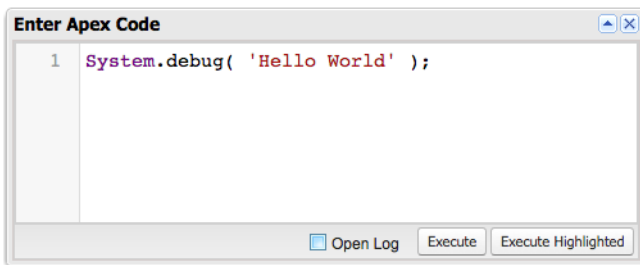 Enter Apex Code
1 System.debug( 'Hello World' );
Open Log Execute Execute Highlighted